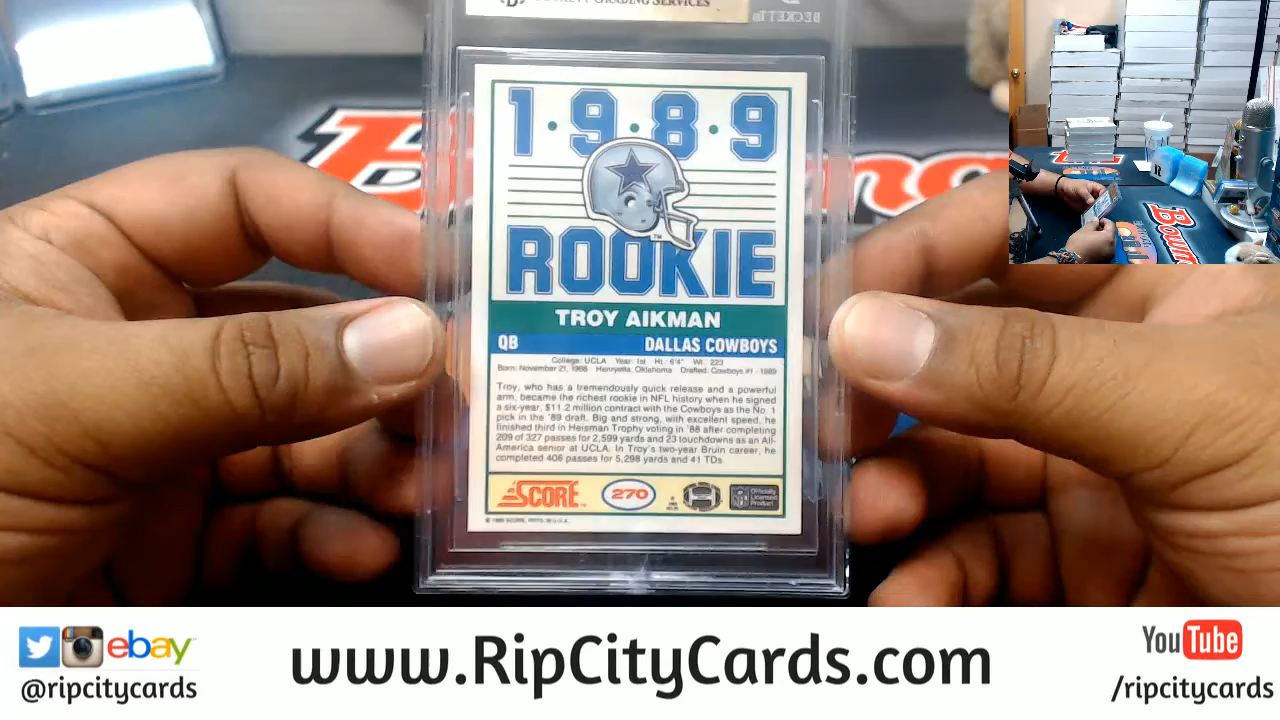 BECKETT GRADING SERVICES
BECKETT
1·9·8·9
ROOKIE
TROY AIKMAN
QB DALLAS COWBOYS
College: UCLA Year: 1st Ht. 6'4" Wt. 223
Born: November 21, 1966 Henryetta, Oklahoma Drafted: Cowboys #1 - 1989
Troy, who has a tremendously quick release and a powerful
arm, became the richest rookie in NFL history when he signed
a six-year, $11.2 million contract with the Cowboys as the No. 1
pick in the '89 draft. Big and strong, with excellent speed, he
finished third in Heisman Trophy voting in '88 after completing
209 of 327 passes for 2,599 yards and 23 touchdowns as an All-
America senior at UCLA. In Troy's two-year Bruin career, he
completed 406 passes for 5,298 yards and 41 TDs.
SCORE 270
Officially
Licensed
Product
Boun
ebay
@ripcitycards
www.RipCityCards.com
YouTube
/ripcitycards